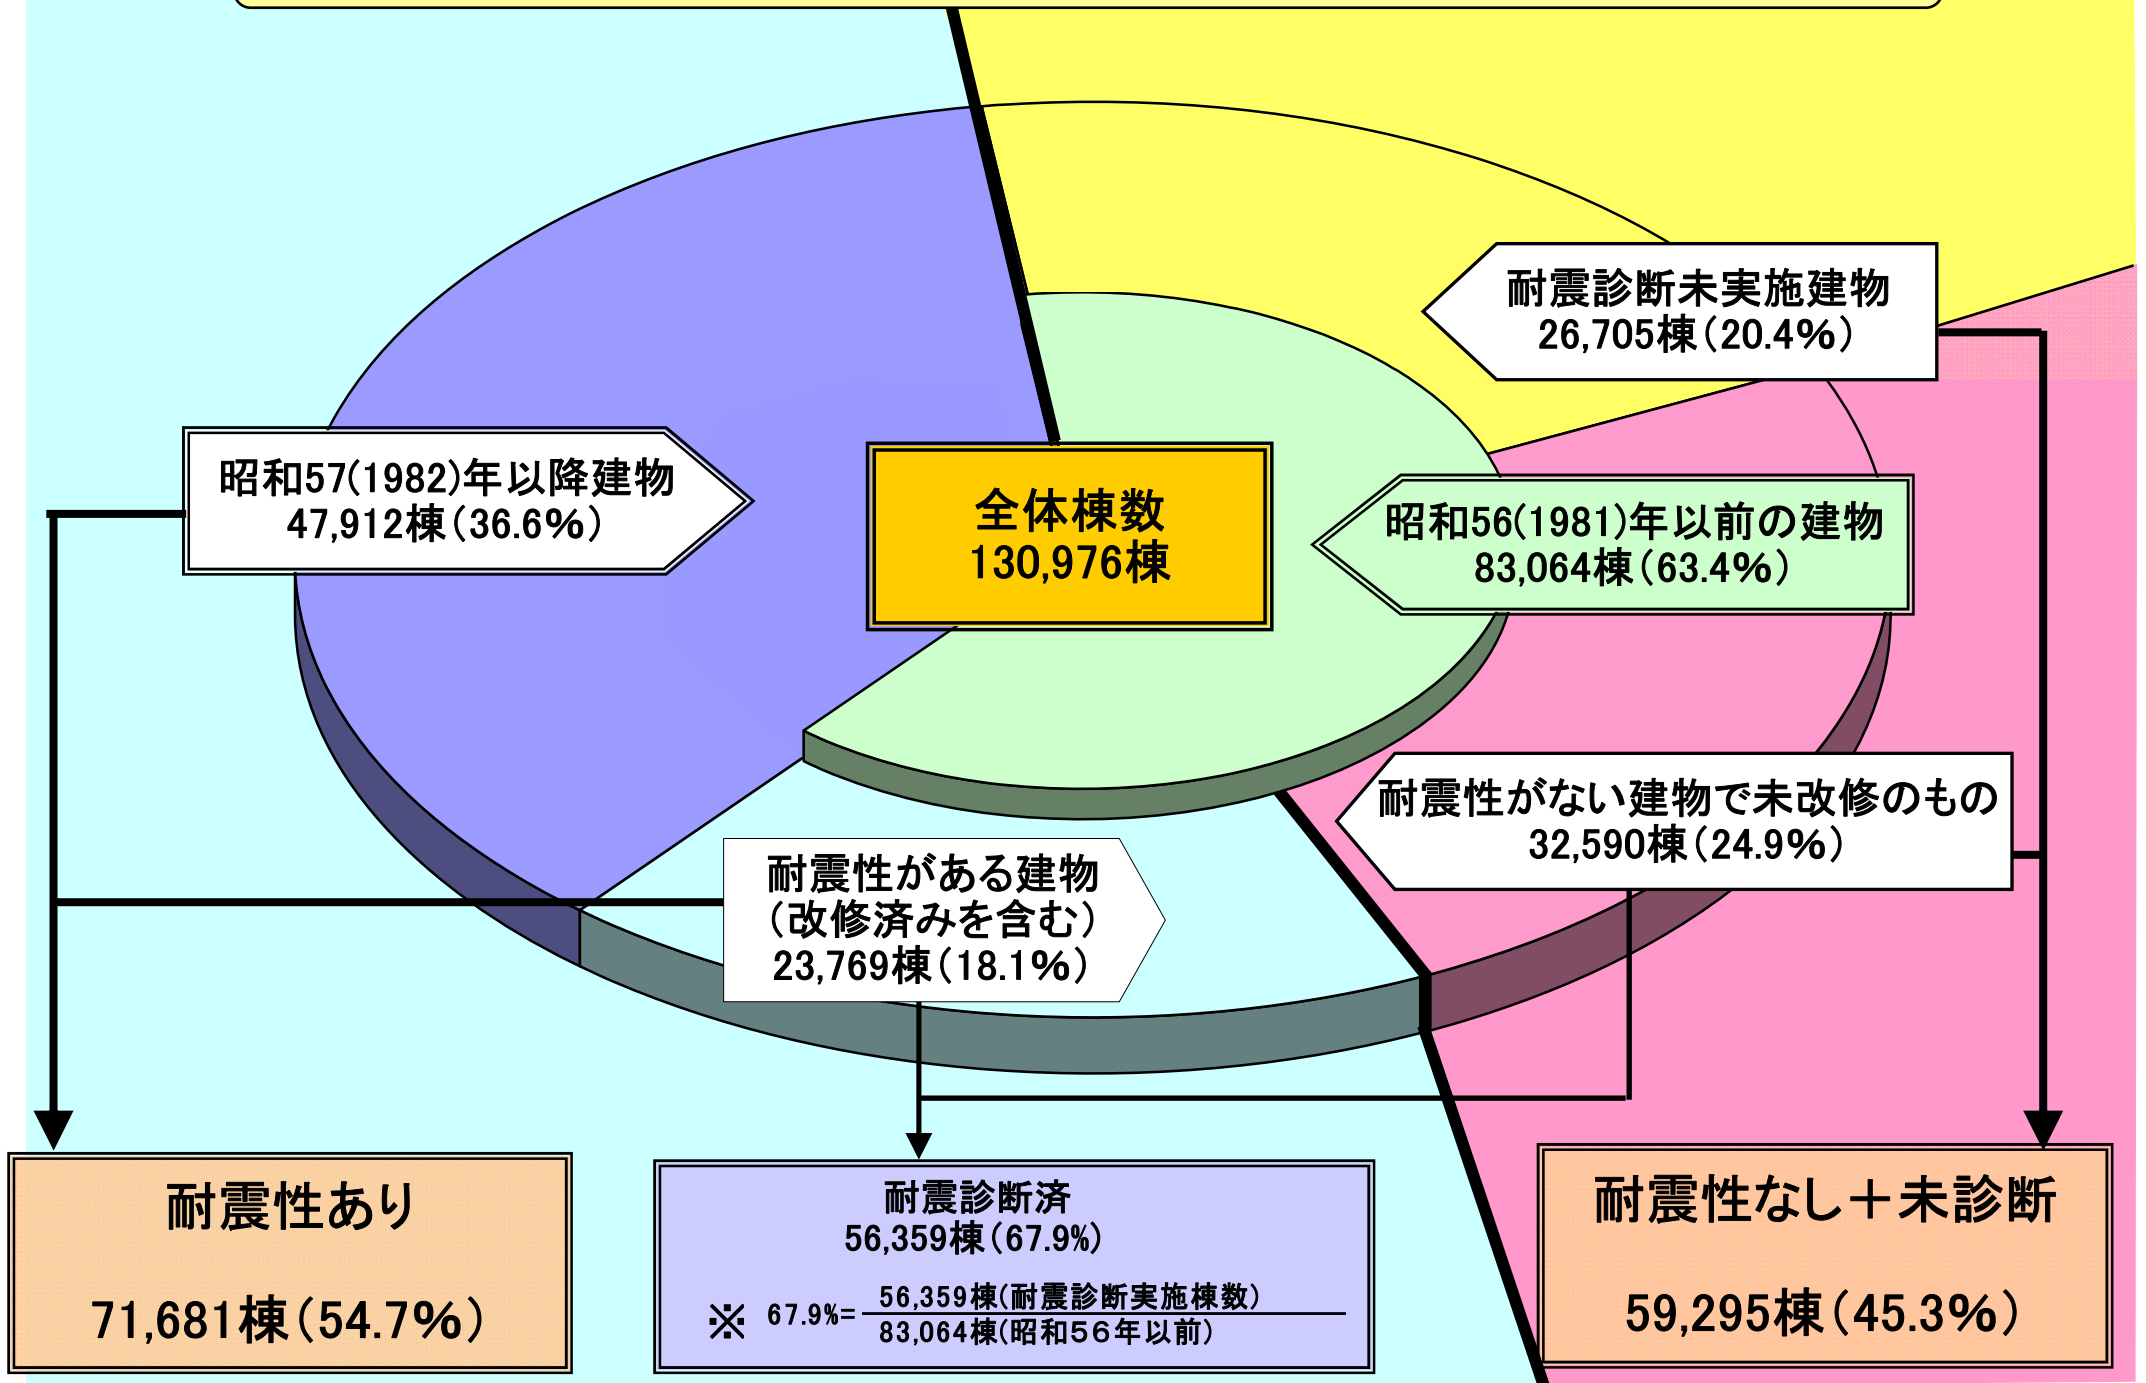 耐震診断未実施建物
26,705棟(20.4%)
昭和57(1982)年以降建物
47,912棟(36.6%)
全体棟数
130,976棟
昭和56(1981)年以前の建物
83,064棟(63.4%)
耐震性がない建物で未改修のもの
32,590棟(24.9%)
耐震性がある建物
(改修済みを含む)
23,769棟(18.1%)
耐震性あり
71,681棟(54.7%)
耐震診断済
56,359棟(67.9%)
※ 67.9%=
56,359棟(耐震診断実施棟数)
83,064棟(昭和56年以前)
耐震性なし＋未診断
59,295棟(45.3%)